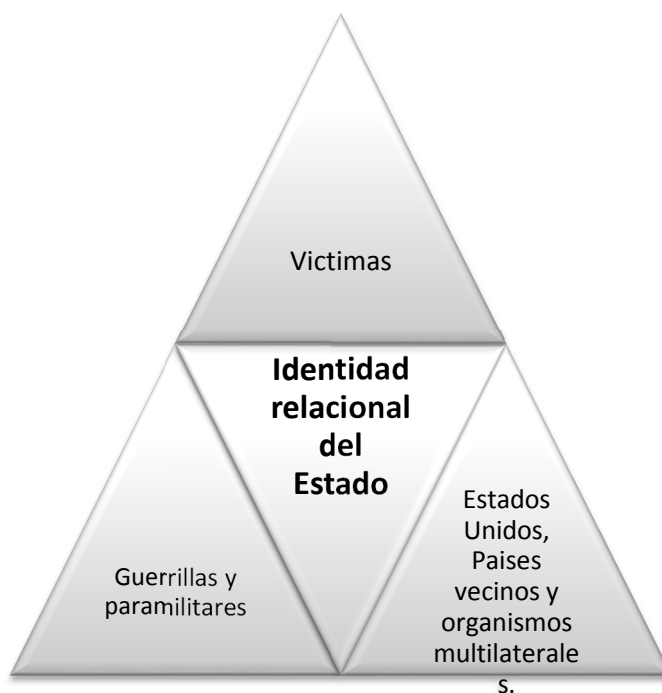 Victimas
Identidad
relacional
del
Estado
Guerrillas y
paramilitares
Estados
Unidos,
Paises
vecinos y
organismos
multilaterale
s.